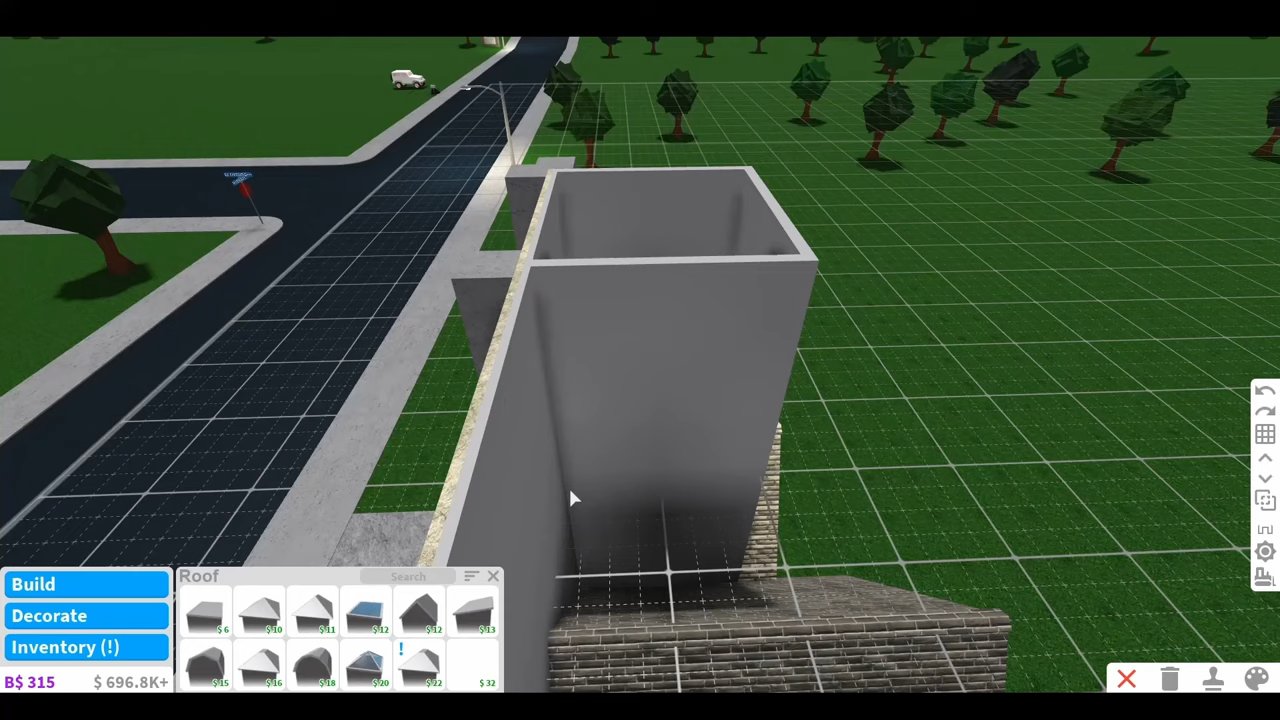 Roof
Search
Build
Decorate
Inventory (!)
B$ 315
$ 696.8K+
$6
$10
$11
$12
$12
$13
!
$15
$16
$18
$20
$22
$32